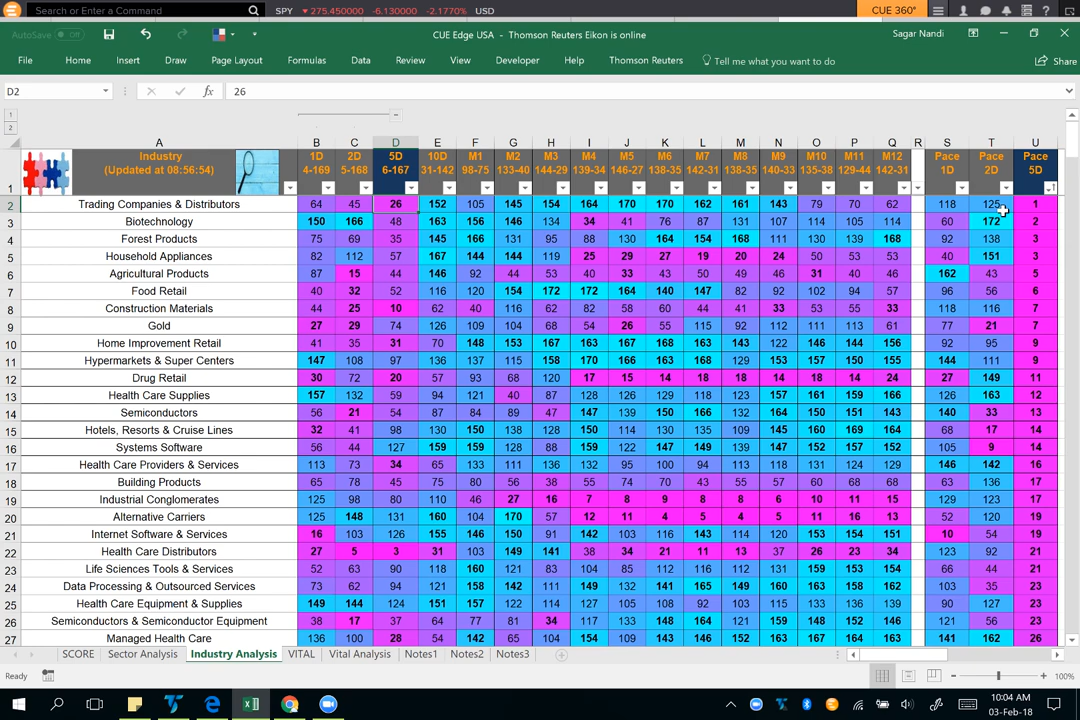 Search or Enter a Command SPY 275.450000 -6.130000 -2.1770% USD CUE 360°
AutoSave Off CUE Edge USA - Thomson Reuters Eikon is online Sagar Nandi
File Home Insert Draw Page Layout Formulas Data Review View Developer Help Thomson Reuters Tell me what you want to do Share
D2 fx 26
1
2
A B C D E F G H I J K L M N O P Q R S T U
Industry 1D 2D 5D 10D M1 M2 M3 M4 M5 M6 M7 M8 M9 M10 M11 M12 Pace Pace Pace
(Updated at 08:56:54) 4-169 5-168 6-167 31-142 98-75 133-40 144-29 139-34 146-27 138-35 142-31 138-35 140-33 135-38 129-44 142-31 1D 2D 5D
1
2 Trading Companies & Distributors 64 45 26 152 105 145 154 164 170 170 162 161 143 79 70 62 118 125 1
3 Biotechnology 150 166 48 163 156 146 131 34 41 76 87 131 107 114 105 114 60 172 2
4 Forest Products 75 69 35 145 166 131 95 88 130 164 154 168 111 130 139 168 92 138 3
5 Household Appliances 82 112 57 167 144 144 119 25 29 27 19 20 24 50 53 53 40 151 3
6 Agricultural Products 87 15 44 146 92 44 53 40 33 43 50 49 46 31 40 46 162 43 5
7 Food Retail 40 32 52 116 120 154 172 172 164 140 147 82 92 102 94 57 96 56 6
8 Construction Materials 44 25 10 62 40 116 62 82 58 60 44 41 33 53 55 33 118 116 7
9 Gold 27 29 74 126 109 104 68 54 26 55 115 92 112 111 113 61 77 21 7
10 Home Improvement Retail 41 35 31 70 148 153 167 163 167 168 163 143 122 146 144 156 92 95 9
11 Hypermarkets & Super Centers 147 108 97 136 137 115 158 170 166 163 168 129 153 157 150 155 144 111 9
12 Drug Retail 30 72 20 57 93 68 120 17 15 14 18 18 14 18 14 24 27 149 11
13 Health Care Supplies 157 132 59 94 121 40 87 128 126 129 118 123 157 161 159 166 126 163 12
14 Semiconductors 56 21 54 87 84 89 47 147 139 150 166 132 164 150 151 143 140 33 13
15 Hotels, Resorts & Cruise Lines 32 41 98 130 150 138 128 150 114 130 135 109 145 160 169 164 68 17 14
16 Systems Software 56 44 127 159 159 128 88 159 122 147 149 139 147 152 157 152 105 9 14
17 Health Care Providers & Services 113 73 34 65 133 111 136 132 95 100 94 113 118 131 124 129 146 142 16
18 Building Products 65 78 45 75 80 56 38 55 74 70 43 55 57 60 68 68 63 136 17
19 Industrial Conglomerates 125 98 80 110 46 27 16 7 8 9 8 8 6 10 11 15 129 123 17
20 Alternative Carriers 125 148 131 160 104 170 57 12 11 4 5 4 5 11 16 13 52 120 19
21 Internet Software & Services 16 103 126 155 146 150 91 142 103 116 143 114 120 153 154 151 10 54 19
22 Health Care Distributors 27 5 3 31 103 149 141 38 34 21 11 13 37 26 23 34 123 92 21
23 Life Sciences Tools & Services 52 63 90 118 160 121 83 104 85 112 116 112 131 159 153 154 66 44 21
24 Data Processing & Outsourced Services 73 62 94 121 158 142 111 149 132 141 165 149 160 163 158 162 103 35 23
25 Health Care Equipment & Supplies 149 144 124 151 157 122 114 127 105 108 92 103 115 133 136 139 90 127 23
26 Semiconductors & Semiconductor Equipment 38 17 37 64 77 81 34 117 133 148 164 121 159 148 152 146 121 56 23
27 Managed Health Care 136 100 28 54 142 65 104 154 109 143 146 152 163 167 164 163 141 162 26
SCORE Sector Analysis Industry Analysis VITAL Vital Analysis Notes1 Notes2 Notes3
Ready 100%
10:04 AM
03-Feb-18